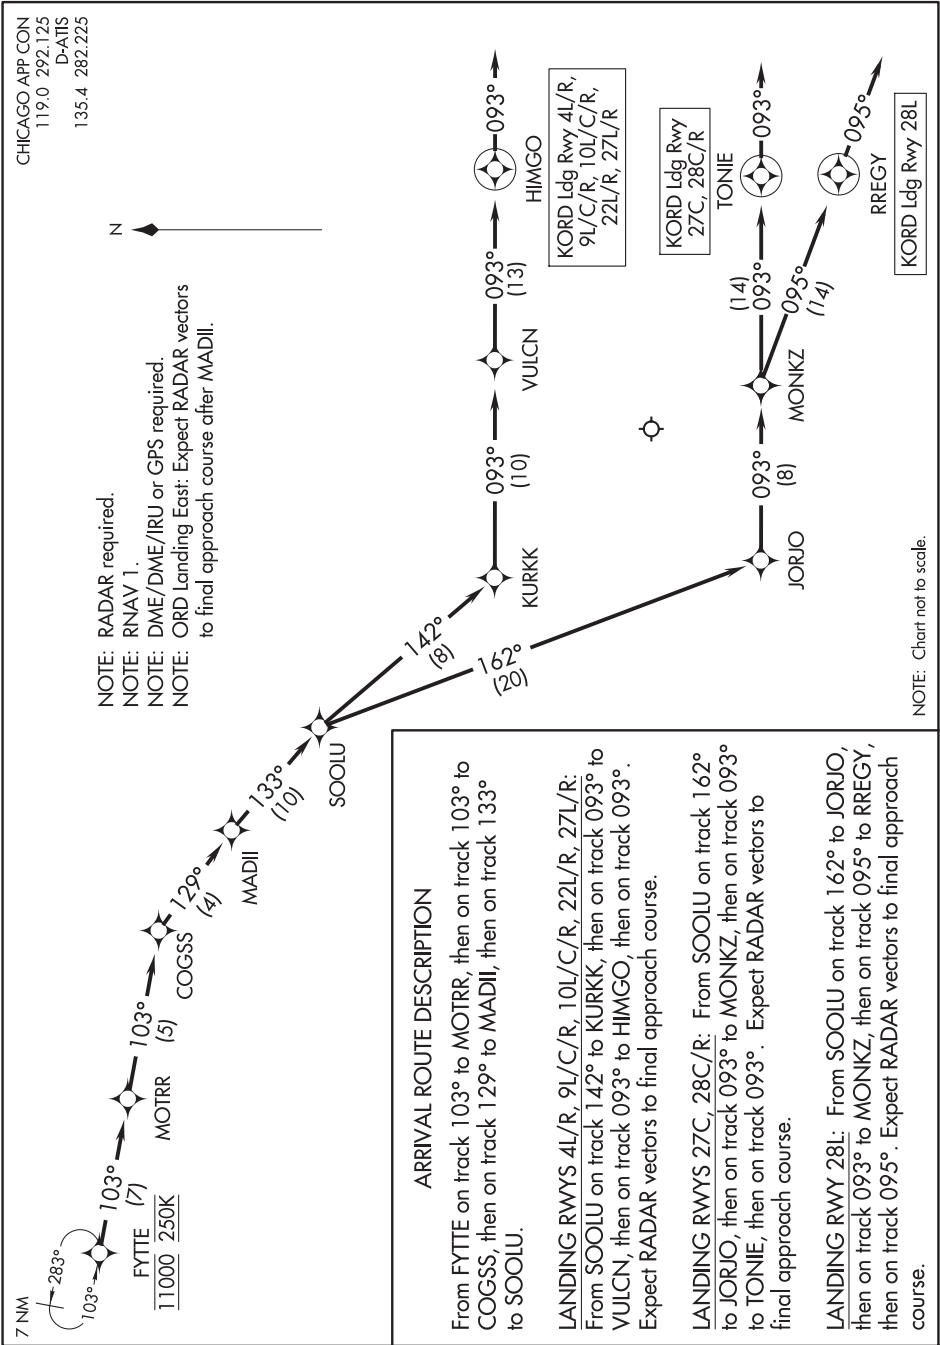 CHICAGO APP CON
119.0 292.125
D-ATIS
135.4 282.225
N
NOTE: RADAR required.
NOTE: RNAV 1.
NOTE: DME/DME/IRU or GPS required.
NOTE: ORD Landing East: Expect RADAR vectors
to final approach course after MADII.
7 NM
283°
103°
FYTTE
11000 250K
103°
(7)
MOTRR
103°
(5)
COGSS
129°
(4)
MADII
133°
(10)
SOOLU
142°
(8)
KURKK
093°
(10)
VULCN
093°
(13)
HIMGO
093°
KORD Ldg Rwy 4L/R,
9L/C/R, 10L/C/R,
22L/R, 27L/R
162°
(20)
JORJO
093°
(8)
MONKZ
(14)
093°
TONIE
093°
KORD Ldg Rwy
27C, 28C/R
095°
(14)
RREGY
095°
KORD Ldg Rwy 28L
NOTE: Chart not to scale.
ARRIVAL ROUTE DESCRIPTION
From FYTTE on track 103° to MOTRR, then on track 103° to
COGSS, then on track 129° to MADII, then on track 133°
to SOOLU.
LANDING RWYS 4L/R, 9L/C/R, 10L/C/R, 22L/R, 27L/R:
From SOOLU on track 142° to KURKK, then on track 093° to
VULCN, then on track 093° to HIMGO, then on track 093°.
Expect RADAR vectors to final approach course.
LANDING RWYS 27C, 28C/R: From SOOLU on track 162°
to JORJO, then on track 093° to MONKZ, then on track 093°
to TONIE, then on track 093°. Expect RADAR vectors to
final approach course.
LANDING RWY 28L: From SOOLU on track 162° to JORJO,
then on track 093° to MONKZ, then on track 095° to RREGY,
then on track 095°. Expect RADAR vectors to final approach
course.